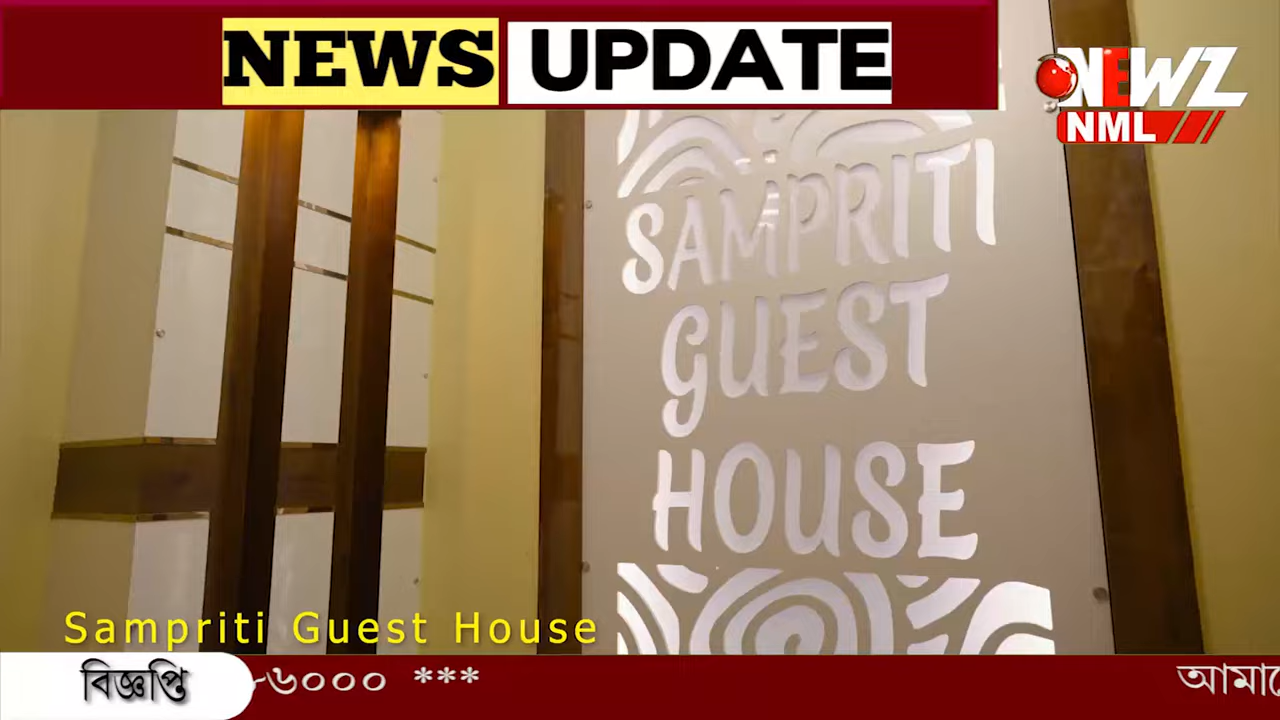 NEWS UPDATE
NEWZ
NML
SAMPRITI
GUEST
HOUSE
Sampriti Guest House
বিজ্ঞপ্তি -৬০০০ ***